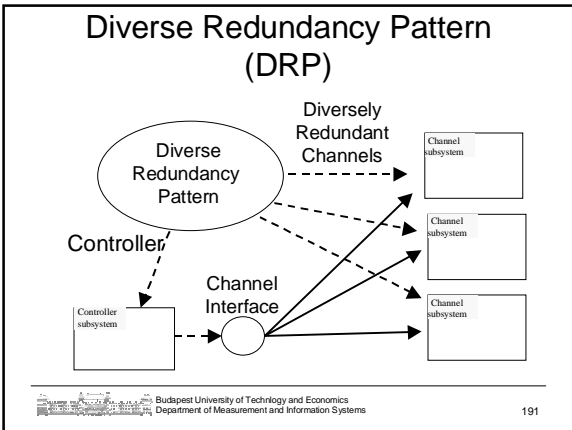 Diverse Redundancy Pattern
(DRP)
Diversely
Redundant
Channels
Diverse
Redundancy
Pattern
Channel
subsystem
Channel
subsystem
Channel
subsystem
Controller
Channel
Interface
Controller
subsystem
Budapest University of Technlogy and Economics
Department of Measurement and Information Systems
191